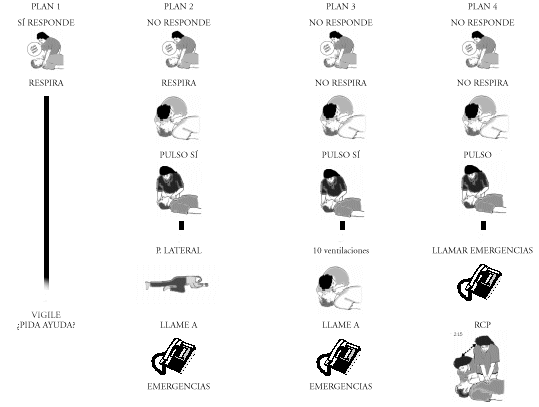 PLAN 1
SÍ RESPONDE
RESPIRA
VIGILE
¿PIDA AYUDA?
PLAN 2
NO RESPONDE
RESPIRA
PULSO SÍ
P. LATERAL
LLAME A
EMERGENCIAS
PLAN 3
NO RESPONDE
NO RESPIRA
PULSO SÍ
10 ventilaciones
LLAME A
EMERGENCIAS
PLAN 4
NO RESPONDE
NO RESPIRA
PULSO
LLAMAR EMERGENCIAS
RCP